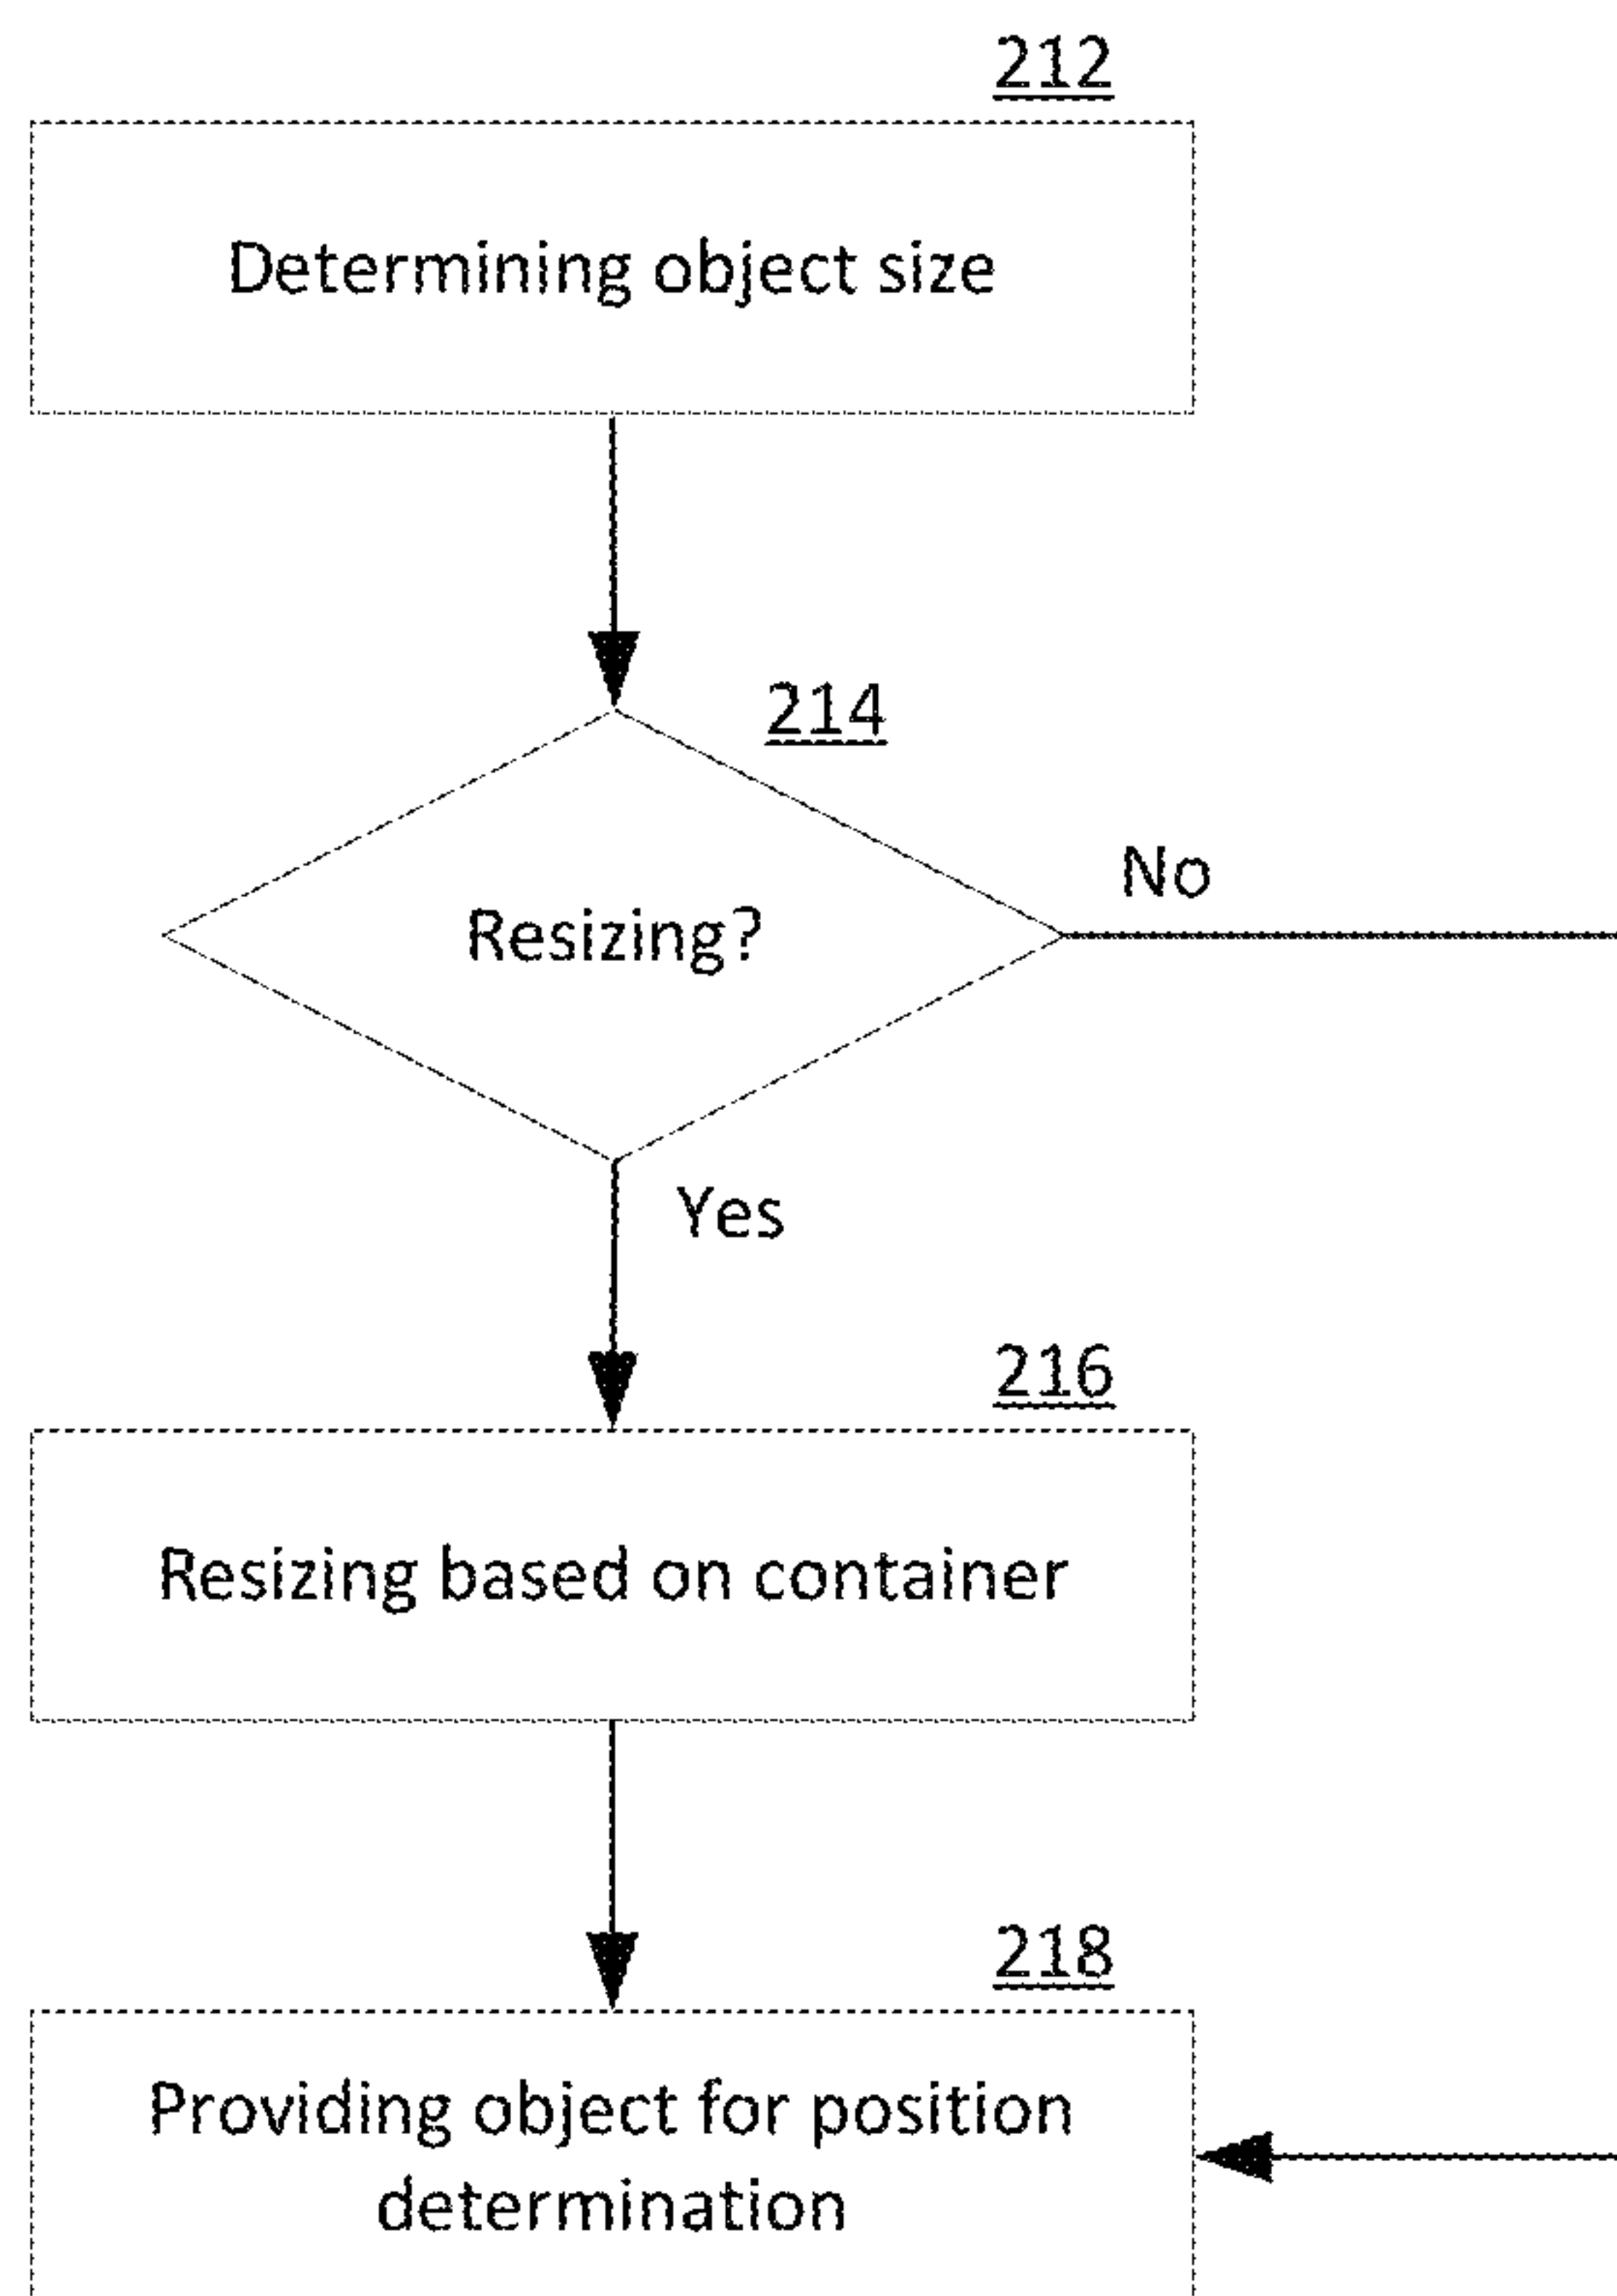 212
Determining object size
214
No
Resizing?
Yes
216
Resizing based on container
218
Providing object for position
determination